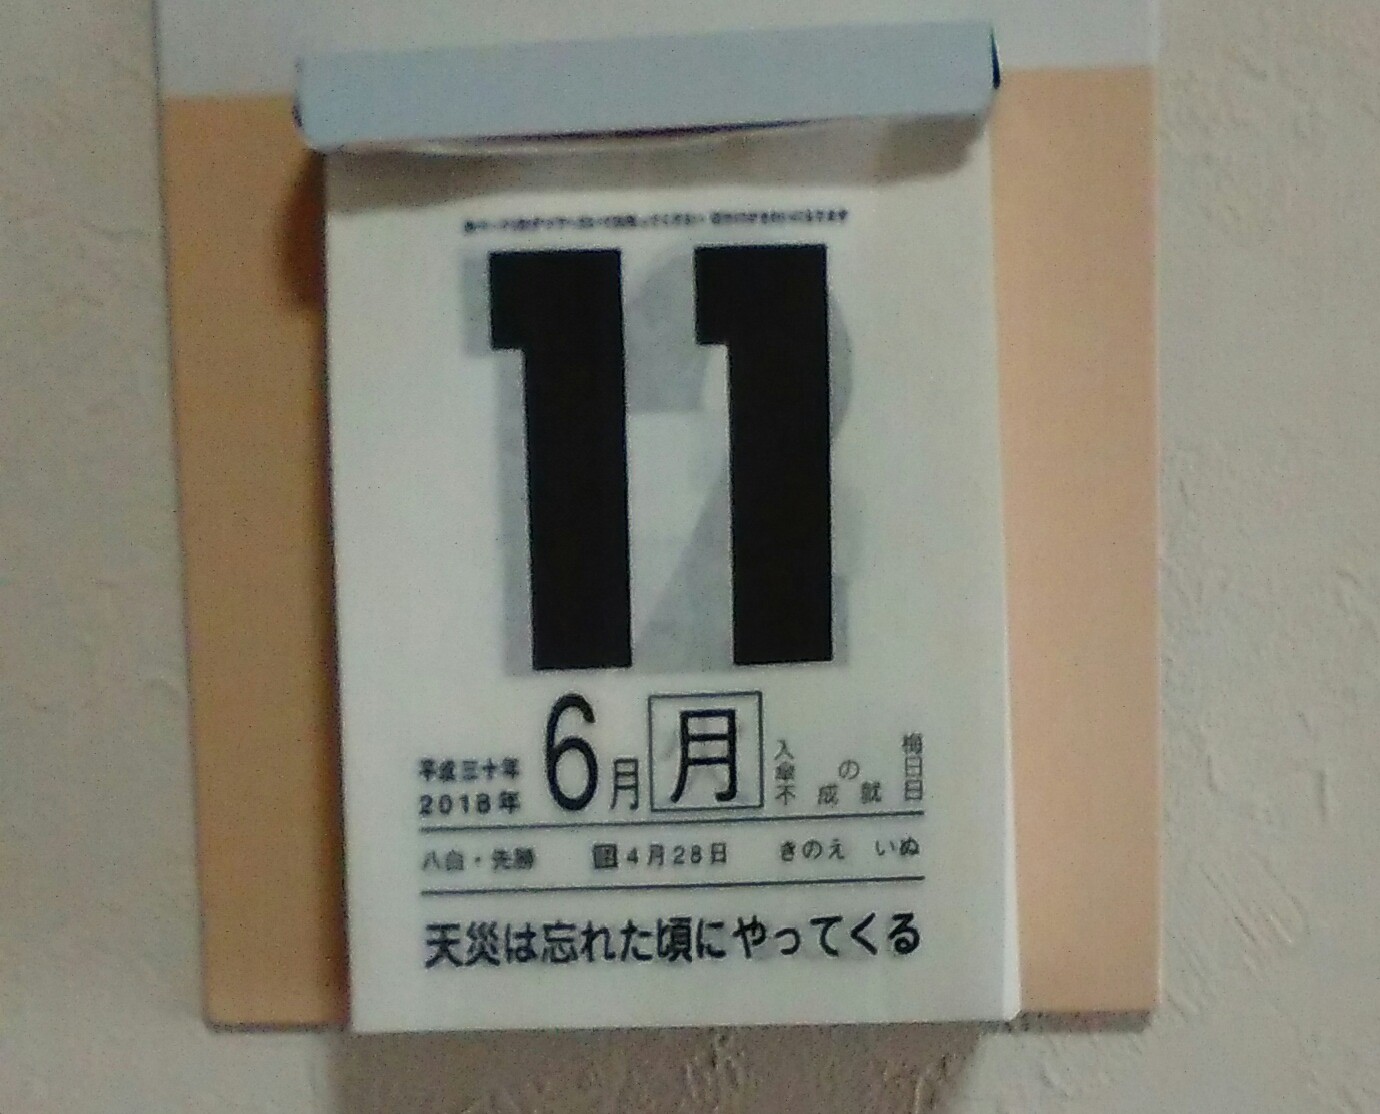 11
平成三十年
2018年
6月 月
入梅
傘の日
不成就日
八白・先勝 旧4月28日 きのえ いぬ
天災は忘れた頃にやってくる